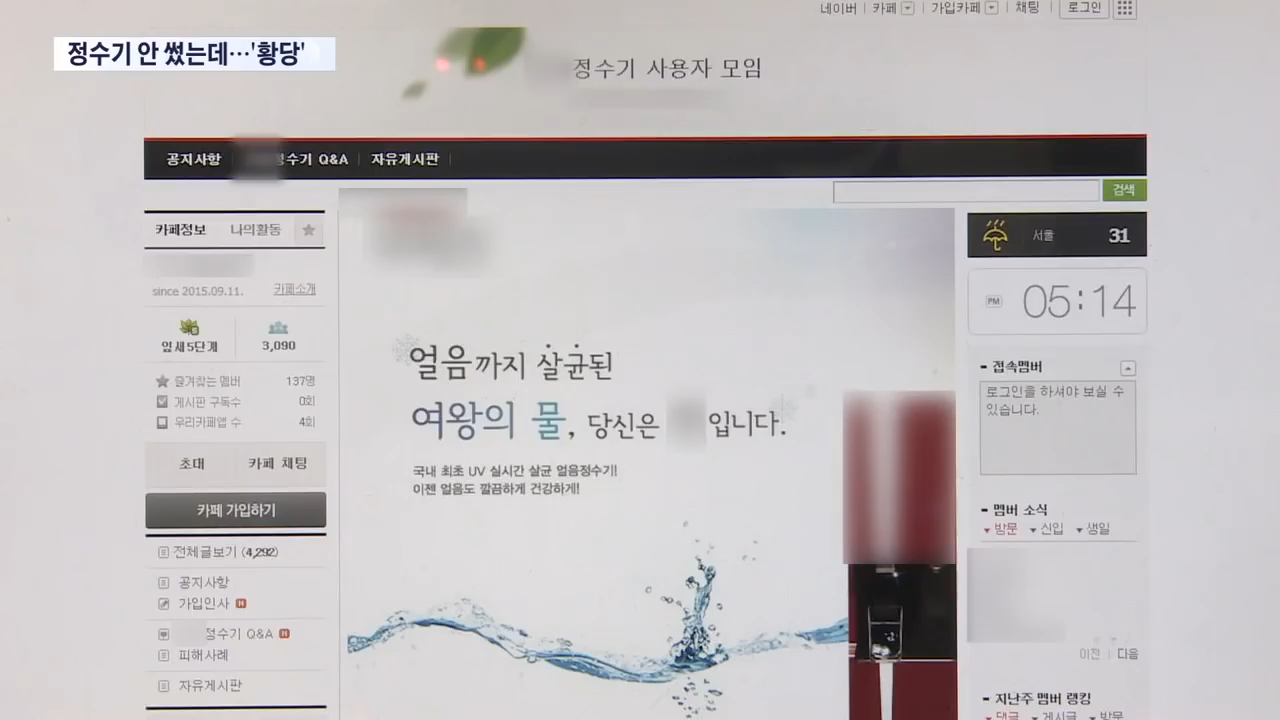 네이버 카페 가입카페 채팅 로그인
정수기 안 썼는데…'황당'
정수기 사용자 모임
공지사항 정수기 Q&A 자유게시판
검색
카페정보 나의활동
서울 31
since 2015.09.11. 카페소개
PM 05:14
잎새5단계 3,090
즐겨찾는 멤버 137명
게시판 구독수 0회
우리카페앱 수 4회
초대 카페 채팅
카페 가입하기
전체글보기 (4,292)
공지사항
가입인사
정수기 Q&A
피해사례
자유게시판
얼음까지 살균된
여왕의 물, 당신은 입니다.
국내 최초 UV 실시간 살균 얼음정수기!
이젠 얼음도 깔끔하게 건강하게!
접속멤버
로그인을 하셔야 보실 수
있습니다.
멤버 소식
방문 신입 생일
이전 다음
지난주 멤버 랭킹
댓글 게시글 방문